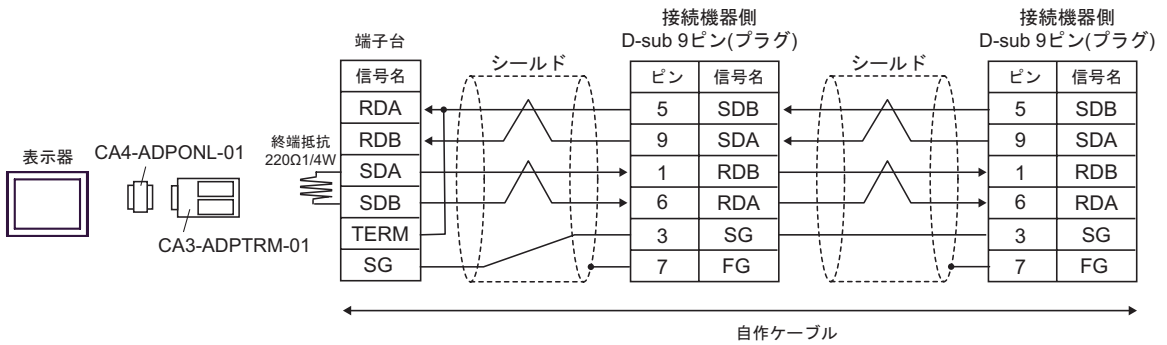 接続機器側
D-sub 9ピン(プラグ)
接続機器側
D-sub 9ピン(プラグ)
端子台
シールド
シールド
信号名
ピン 信号名
ピン 信号名
RDA
5 SDB
5 SDB
RDB
9 SDA
9 SDA
終端抵抗
220Ω1/4W
SDA
1 RDB
1 RDB
SDB
6 RDA
6 RDA
TERM
3 SG
3 SG
SG
7 FG
7 FG
表示器
CA4-ADPONL-01
CA3-ADPTRM-01
自作ケーブル